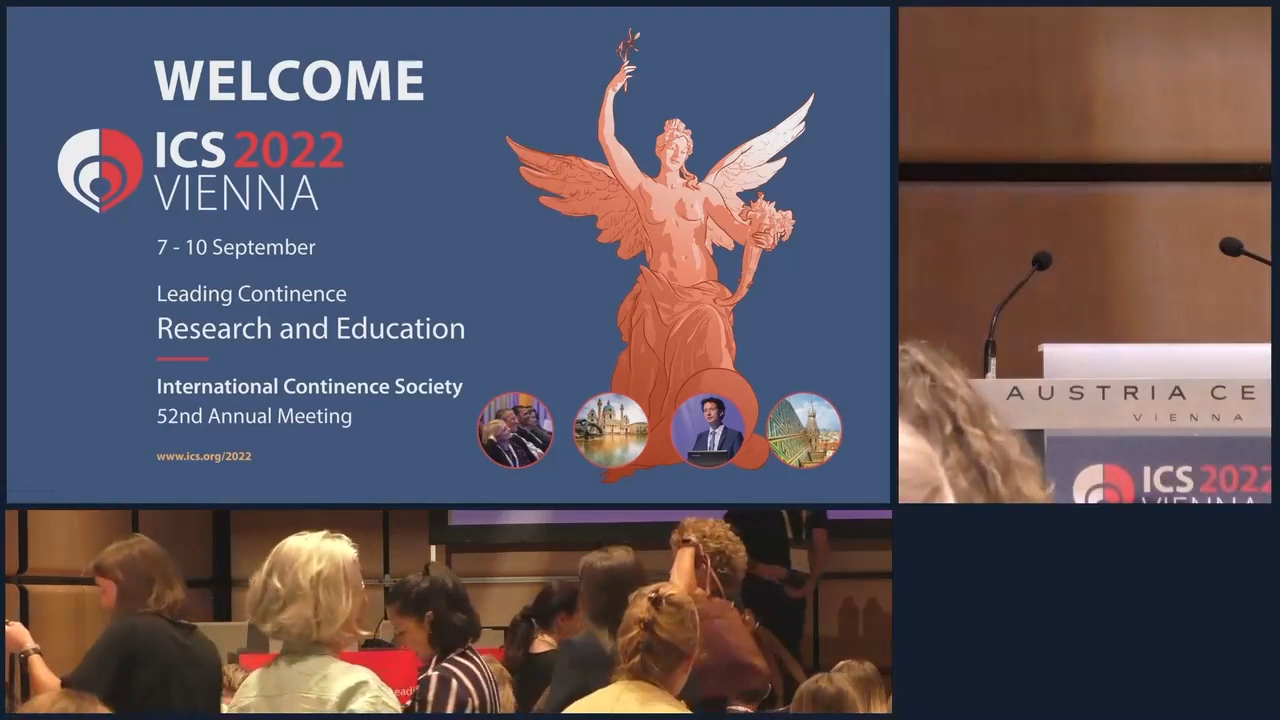 WELCOME
ICS 2022
VIENNA
7 - 10 September
Leading Continence
Research and Education
International Continence Society
52nd Annual Meeting
www.ics.org/2022
AUSTRIA CE
VIENNA
ICS 2022
VIENNA